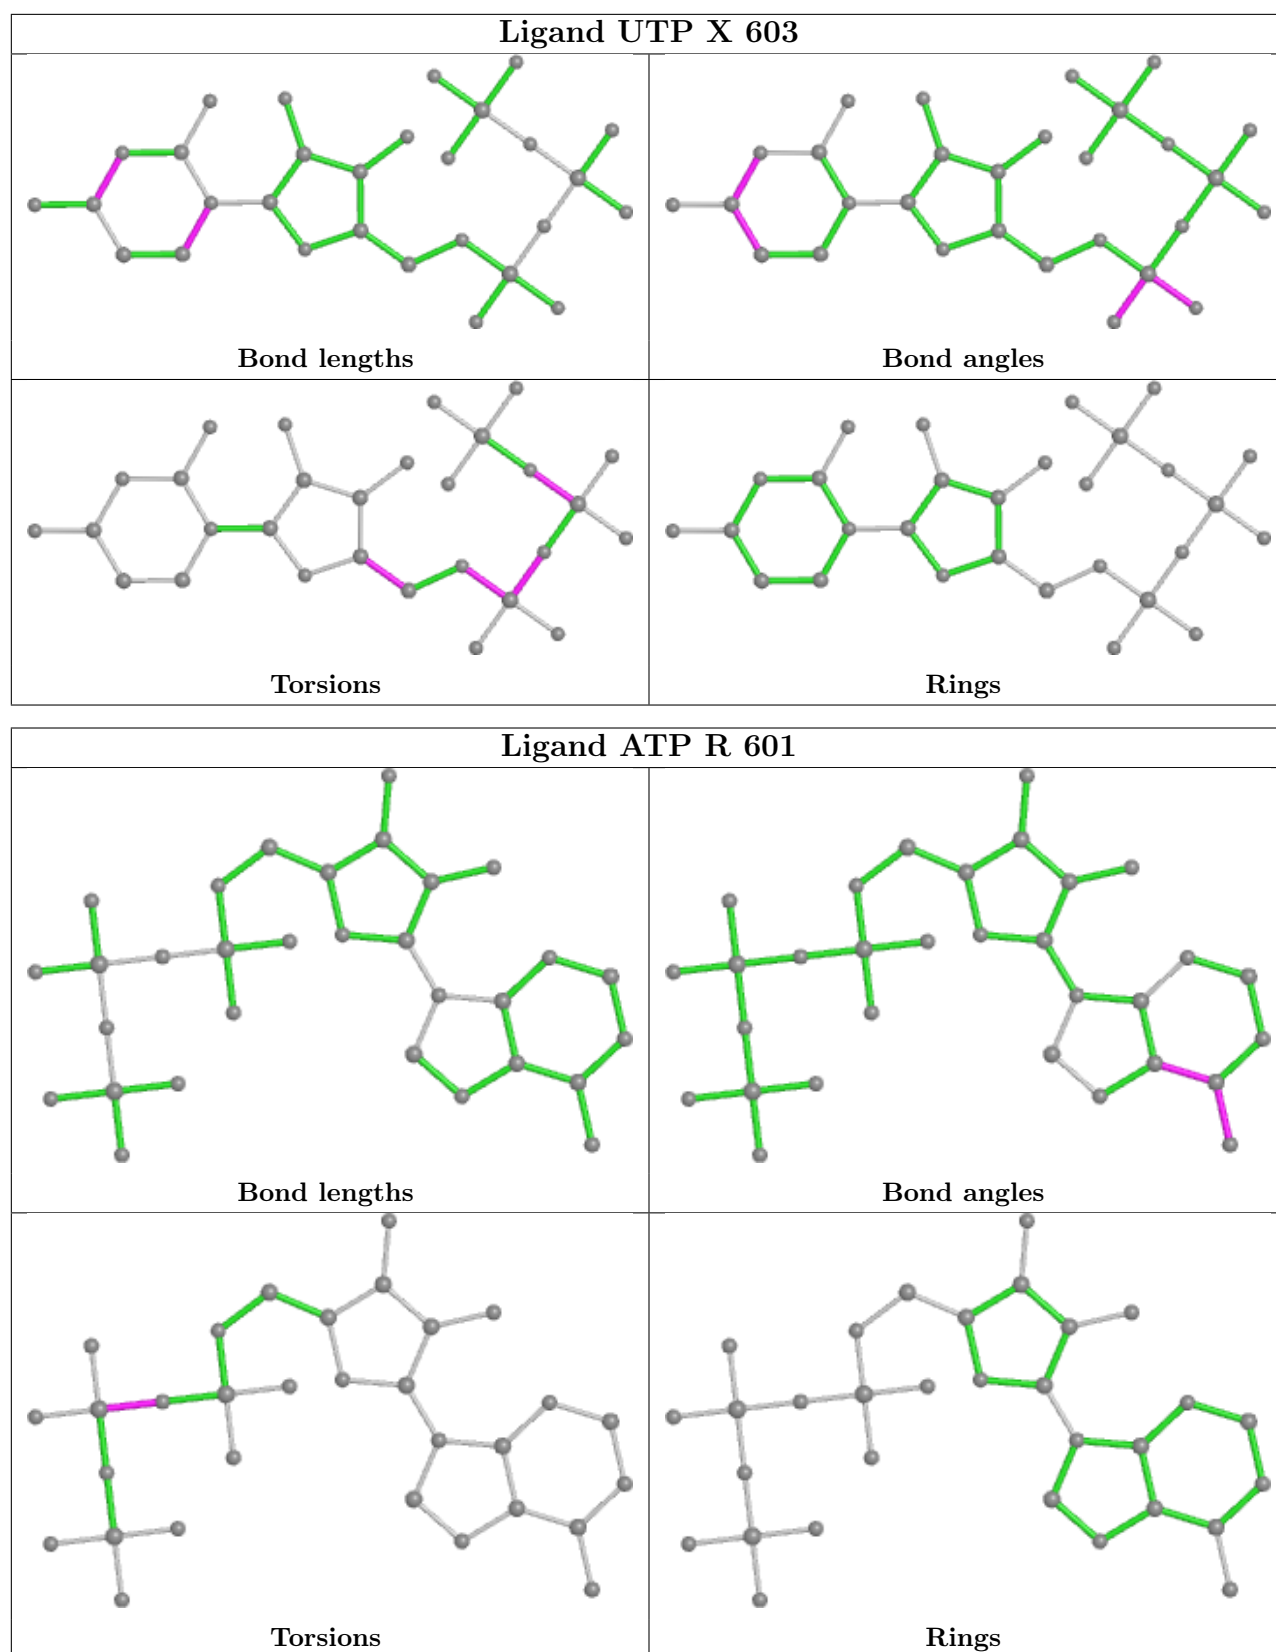 Ligand UTP X 603
Bond lengths
Bond angles
Torsions
Rings
Ligand ATP R 601
Bond lengths
Bond angles
Torsions
Rings